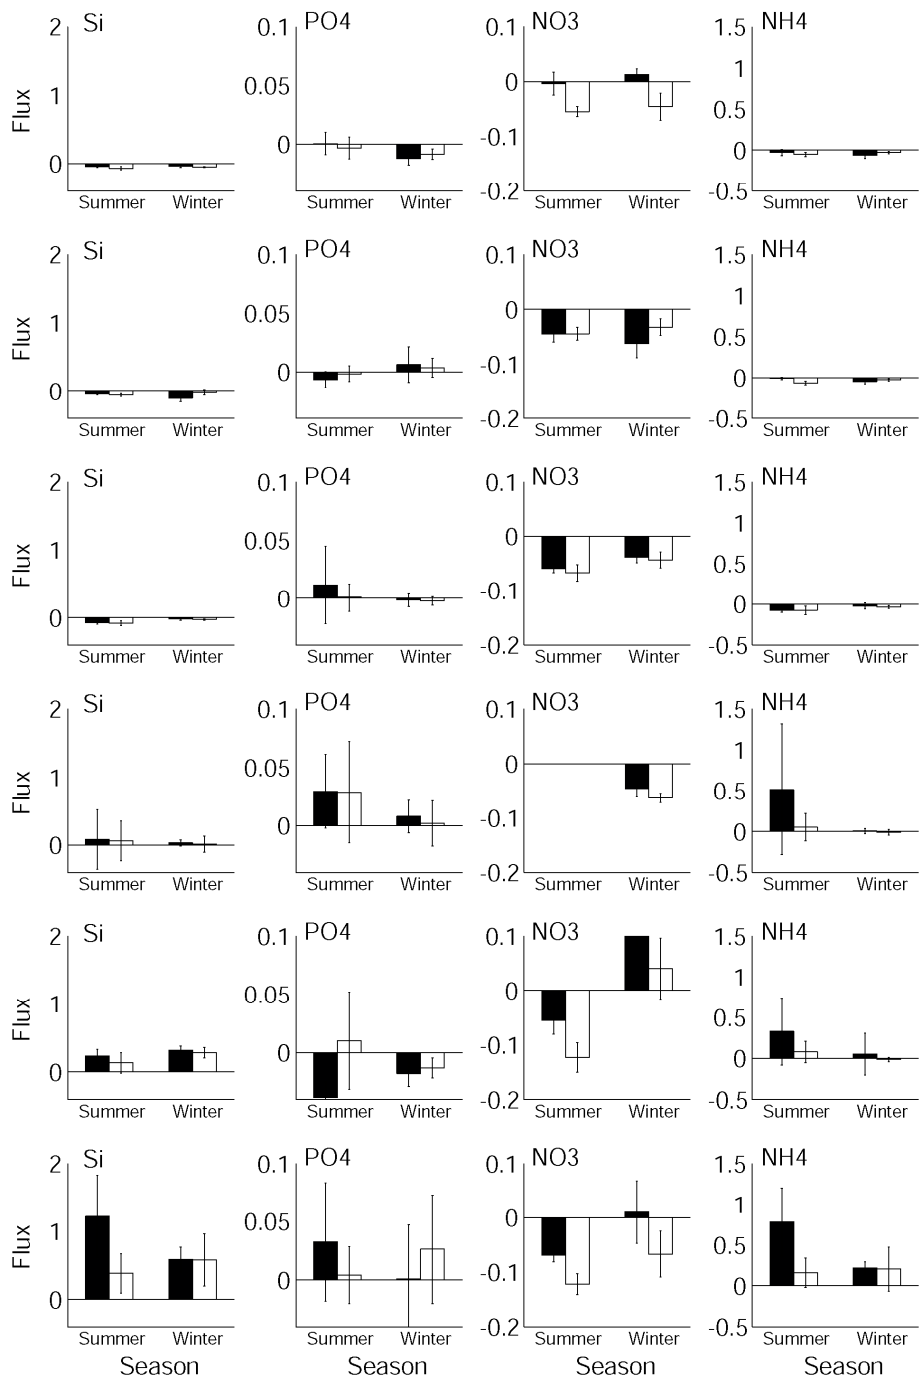 Si PO4 NO3 NH4
2 0.1 0.1 1.5
1 0.05 0 1
0 0 -0.1 0.5
-0.2 0
-0.5
Flux
Summer Winter Summer Winter Summer Winter Summer Winter
Si PO4 NO3 NH4
2 0.1 0.1 1.5
1 0.05 0 1
0 0 -0.1 0.5
-0.2 0
-0.5
Flux
Summer Winter Summer Winter Summer Winter Summer Winter
Si PO4 NO3 NH4
2 0.1 0.1 1.5
1 0.05 0 1
0 0 -0.1 0.5
-0.2 0
-0.5
Flux
Summer Winter Summer Winter Summer Winter Summer Winter
Si PO4 NO3 NH4
2 0.1 0.1 1.5
1 0.05 0 1
0 0 -0.1 0.5
-0.2 0
-0.5
Flux
Summer Winter Summer Winter Summer Winter Summer Winter
Si PO4 NO3 NH4
2 0.1 0.1 1.5
1 0.05 0 1
0 0 -0.1 0.5
-0.2 0
-0.5
Flux
Summer Winter Summer Winter Summer Winter Summer Winter
Si PO4 NO3 NH4
2 0.1 0.1 1.5
1 0.05 0 1
0 0 -0.1 0.5
-0.2 0
-0.5
Flux
Summer Winter Summer Winter Summer Winter Summer Winter
Season Season Season Season